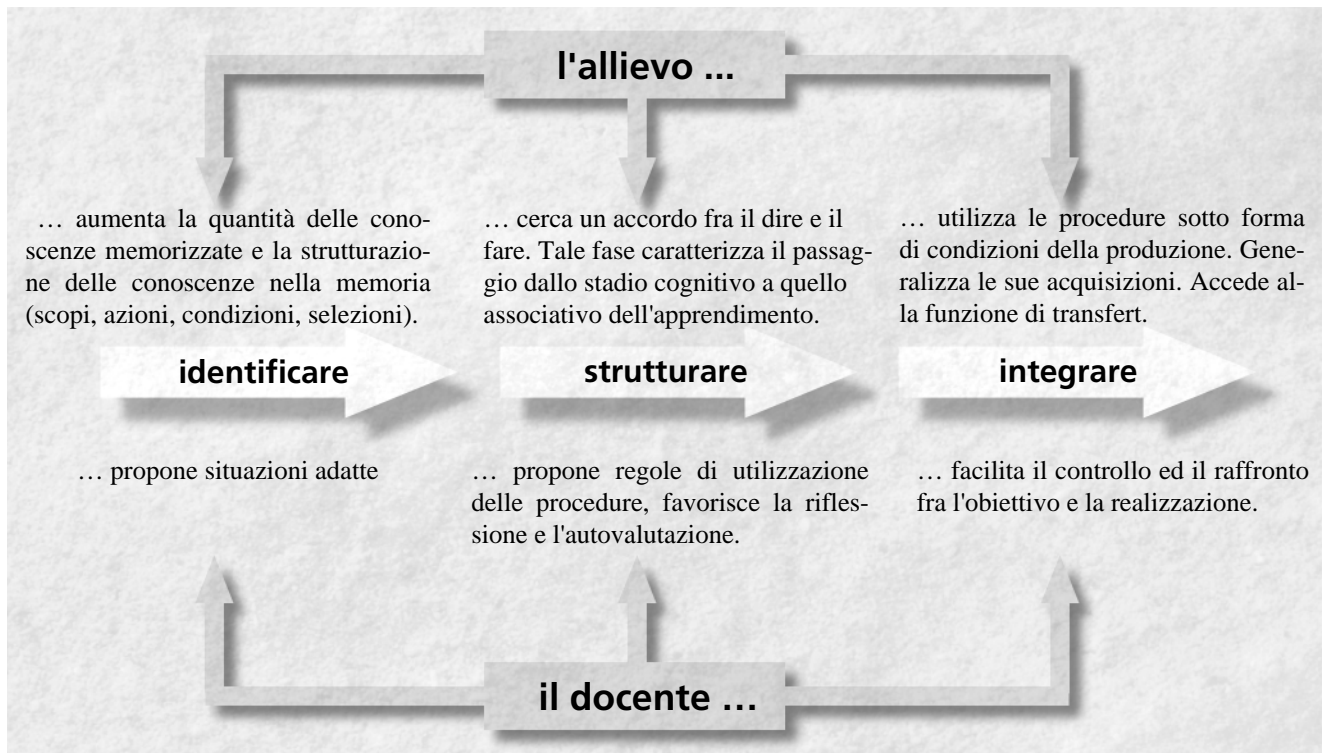 l'allievo ...
… aumenta la quantità delle cono-
scenze memorizzate e la strutturazio-
ne delle conoscenze nella memoria
(scopi, azioni, condizioni, selezioni).
… cerca un accordo fra il dire e il
fare. Tale fase caratterizza il passag-
gio dallo stadio cognitivo a quello
associativo dell'apprendimento.
… utilizza le procedure sotto forma
di condizioni della produzione. Gene-
ralizza le sue acquisizioni. Accede al-
la funzione di transfert.
identificare
strutturare
integrare
… propone situazioni adatte
… propone regole di utilizzazione
delle procedure, favorisce la rifles-
sione e l'autovalutazione.
… facilita il controllo ed il raffronto
fra l'obiettivo e la realizzazione.
il docente …